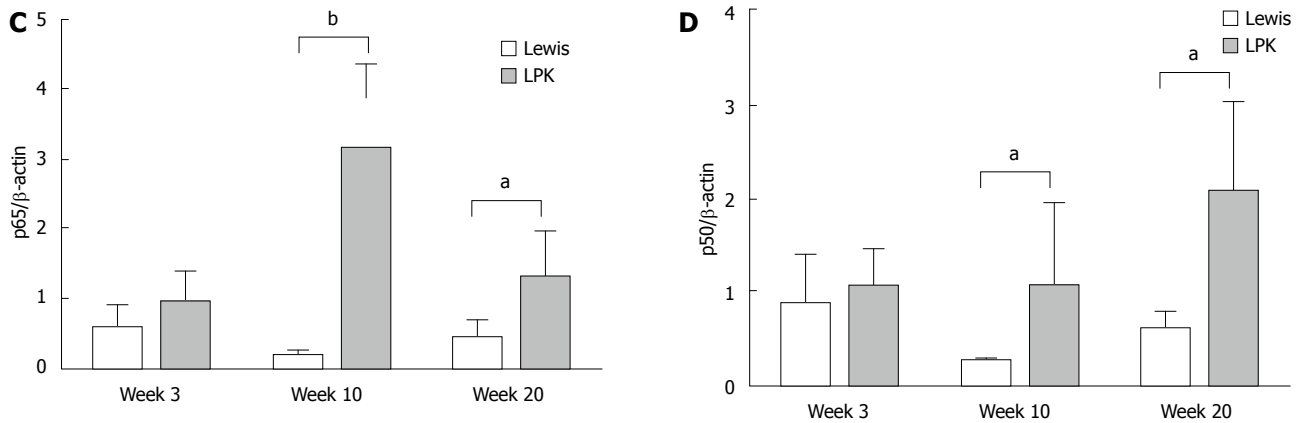 C
5
4
3
2
1
0
p65/β-actin
b
a
Lewis
LPK
Week 3
Week 10
Week 20
D
4
3
2
1
0
p50/β-actin
a
a
Lewis
LPK
Week 3
Week 10
Week 20